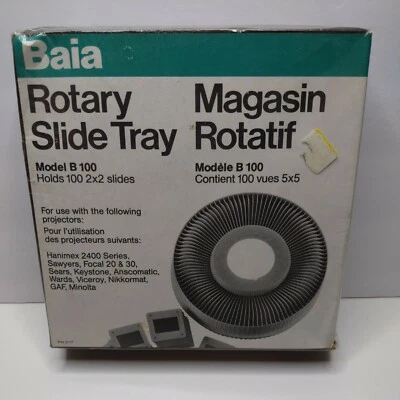 Baia
Rotary
Slide Tray
Model B 100
Holds 100 2x2 slides
Magasin
Rotatif
Modèle B 100
Contient 100 vues 5x5
For use with the following
projectors:
Pour l'utilisation
des projecteurs suivants:
Hanimex 2400 Series,
Sawyers, Focal 20 & 30,
Sears, Keystone, Anscomatic,
Wards, Viceroy, Nikkormat,
GAF, Minolta